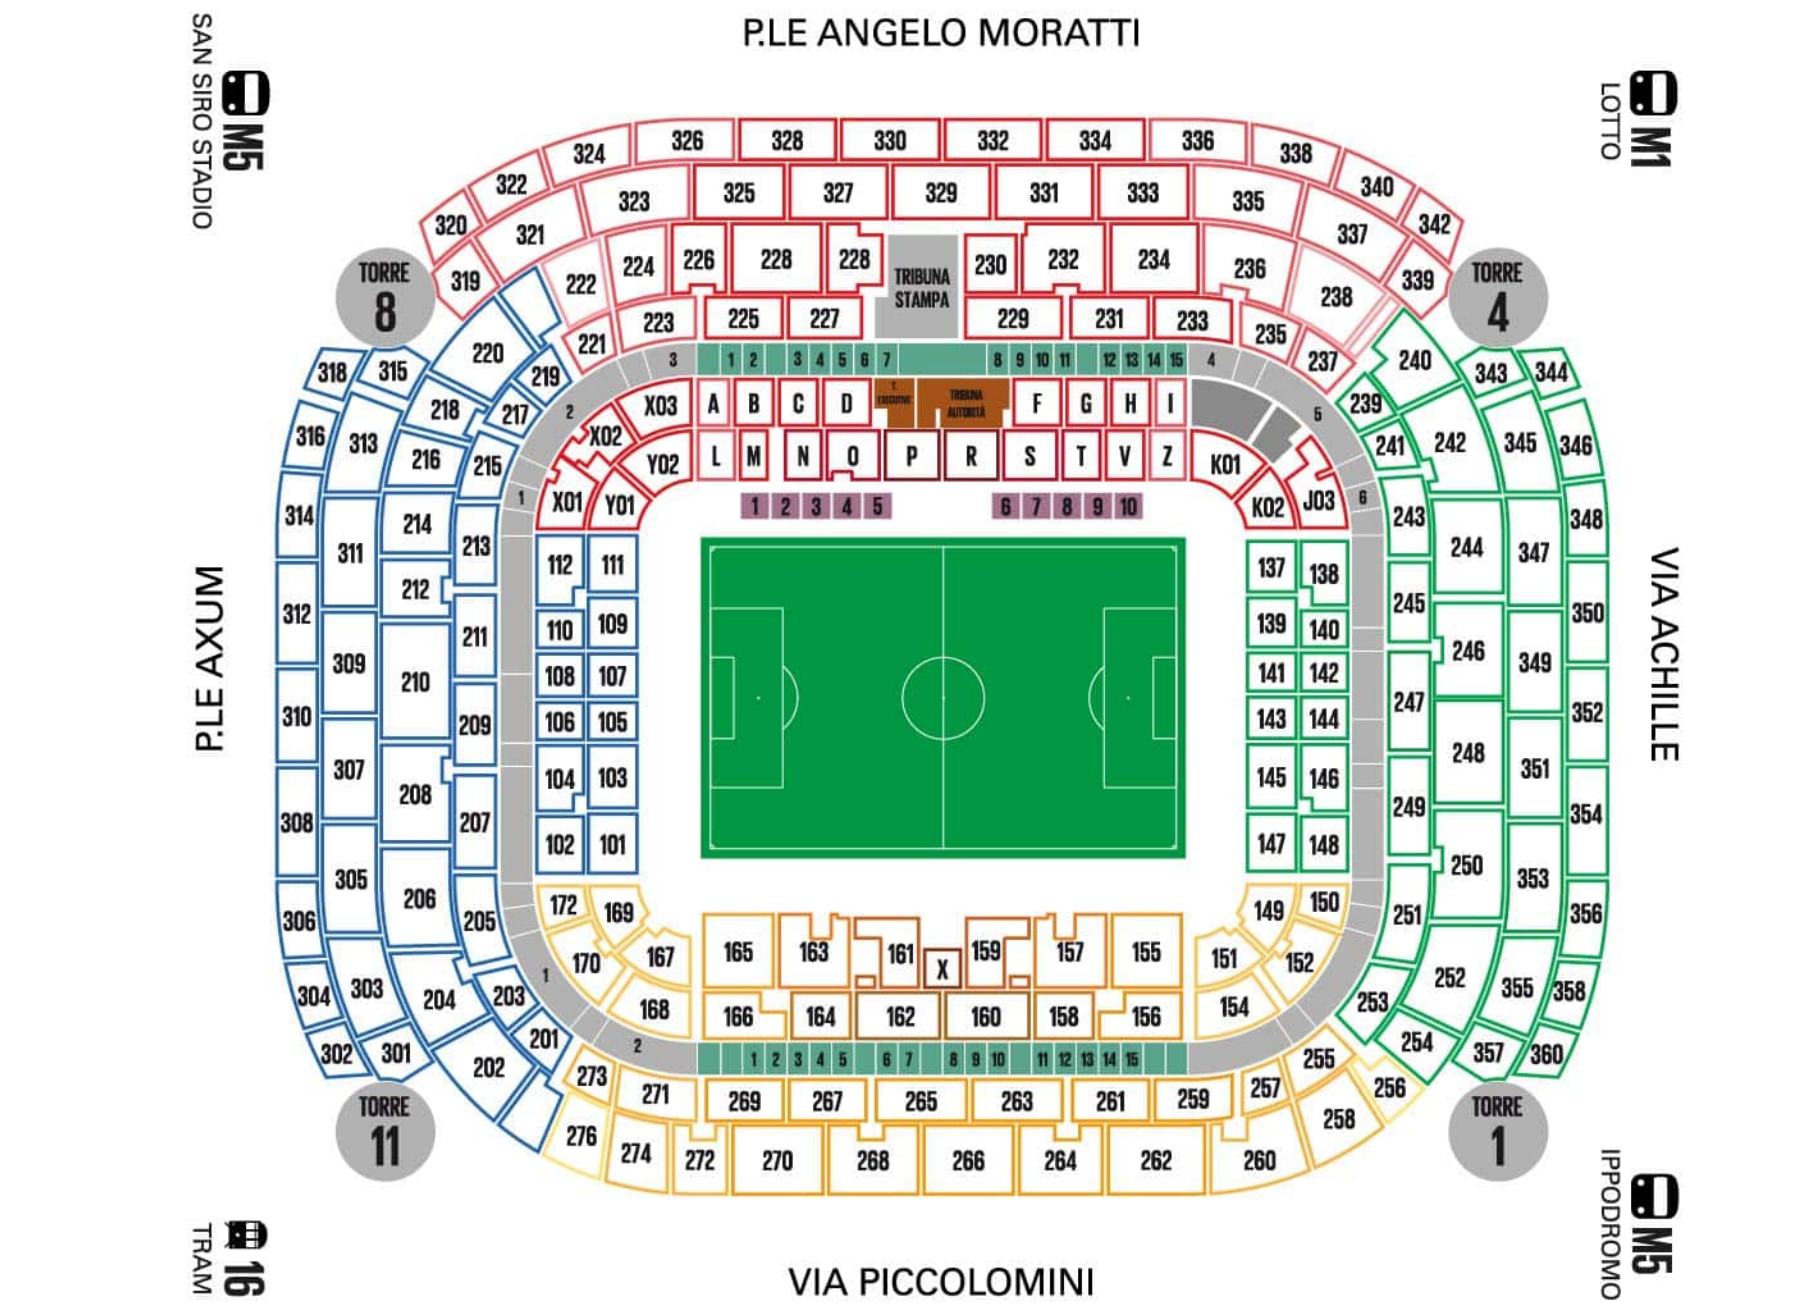 P.LE ANGELO MORATTI
SAN SIRO STADIO
M5
LOTTO
M1
326 328 330 332 334 336
324 338
322 340
320 342
325 327 329 331 333
323 335
321 337
319 339
TORRE
8
TORRE
4
222 224 226 228 228 TRIBUNA STAMPA 230 232 234 236 238
221 223 225 227 229 231 233 235 237
3 1 2 3 4 5 6 7 8 9 10 11 12 13 14 15 4
2 5
X03 A B C D T. EXECUTIVE TRIBUNA AUTORITÀ F G H I
X02
Y02 L M N O P R S T V Z K01
X01 Y01 K02 J03
1 6
1 2 3 4 5 6 7 8 9 10
220 219 240 239
318 315 343 344
218 217 241 242
316 313 216 215 345 346
314 311 214 213 243 244 347 348
212 211 245 246
312 309 210 349 350
310 209 247 352
307 208 248 351
308 207 249 354
305 206 250 353
306 205 251 356
304 303 204 203 253 252 355 358
302 301 202 201 254 357 360
112 111 137 138
110 109 139 140
108 107 141 142
106 105 143 144
104 103 145 146
102 101 147 148
P.LE AXUM
VIA ACHILLE
172 169 149 150
170 167 165 163 161 X 159 157 155 151 152
168 166 164 162 160 158 156 154
1
2 1 2 3 4 5 6 7 8 9 10 11 12 13 14 15
273 271 269 267 265 263 261 259 257 255
276 274 272 270 268 266 264 262 260 258 256
TORRE
11
TORRE
1
TRAM
16
IPPODROMO
M5
VIA PICCOLOMINI